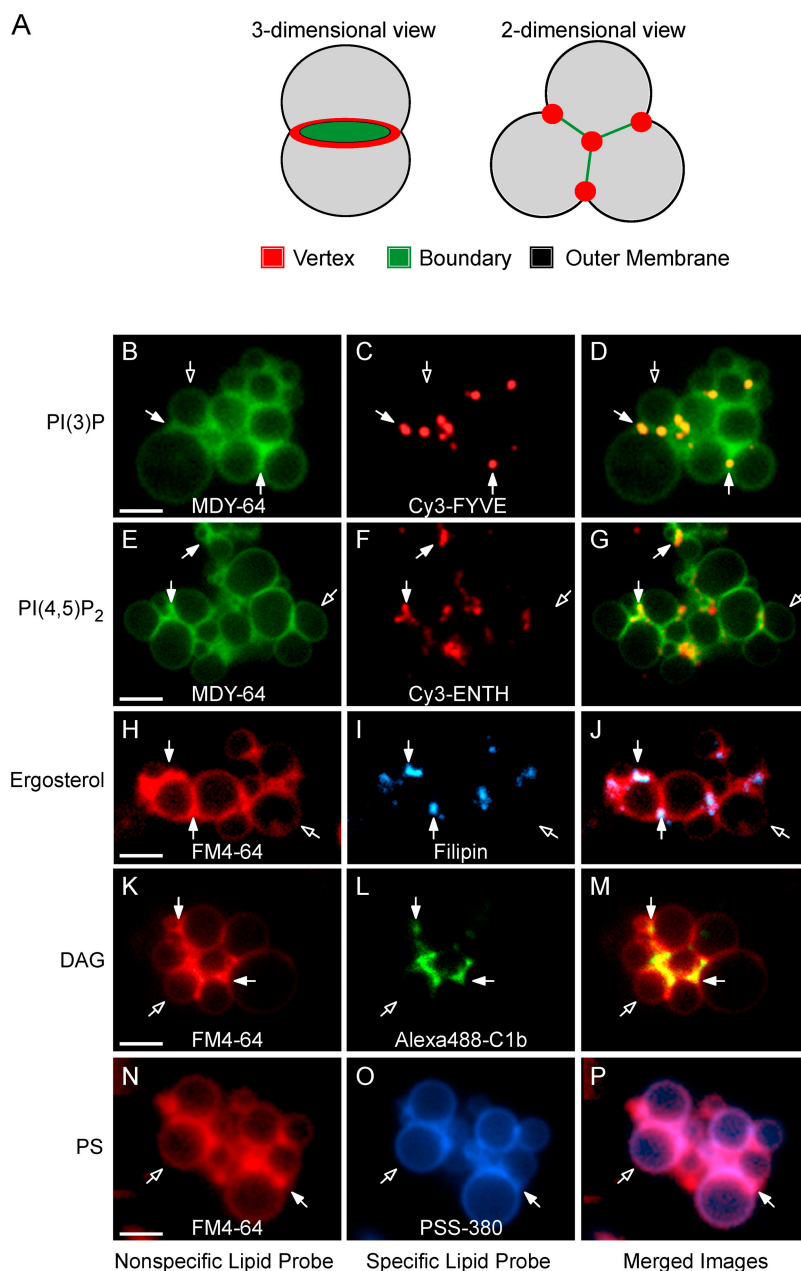 A
3-dimensional view
2-dimensional view
Vertex
Boundary
Outer Membrane
PI(3)P
B
MDY-64
C
Cy3-FYVE
D
PI(4,5)P2
E
MDY-64
F
Cy3-ENTH
G
Ergosterol
H
FM4-64
I
Filipin
J
DAG
K
FM4-64
L
Alexa488-C1b
M
PS
N
FM4-64
O
PSS-380
P
Nonspecific Lipid Probe
Specific Lipid Probe
Merged Images